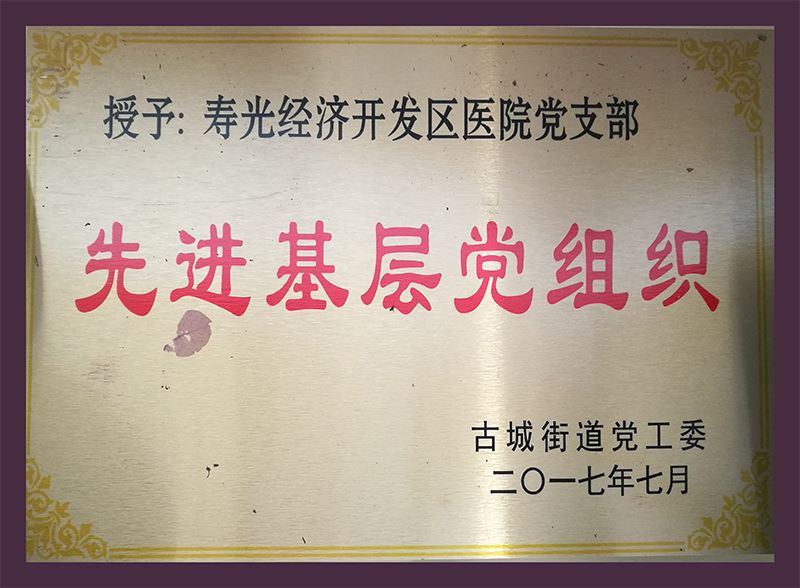 授予: 寿光经济开发区医院党支部
先进基层党组织
古城街道党工委
二〇一七年七月